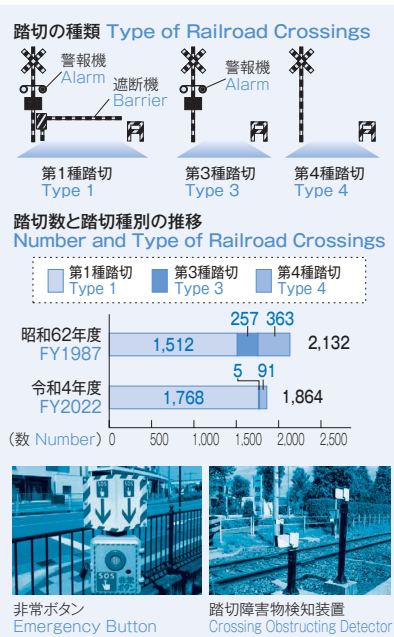 踏切の種類 Type of Railroad Crossings
警報機
Alarm
遮断機
Barrier
警報機
Alarm
第1種踏切
Type 1
第3種踏切
Type 3
第4種踏切
Type 4
踏切数と踏切種別の推移
Number and Type of Railroad Crossings
第1種踏切
Type 1
第3種踏切
Type 3
第4種踏切
Type 4
257 363
昭和62年度
FY1987
1,512
2,132
5 91
令和4年度
FY2022
1,768
1,864
(数 Number) 0 500 1,000 1,500 2,000 2,500
SOS
非常ボタン
Emergency Button
踏切障害物検知装置
Crossing Obstructing Detector